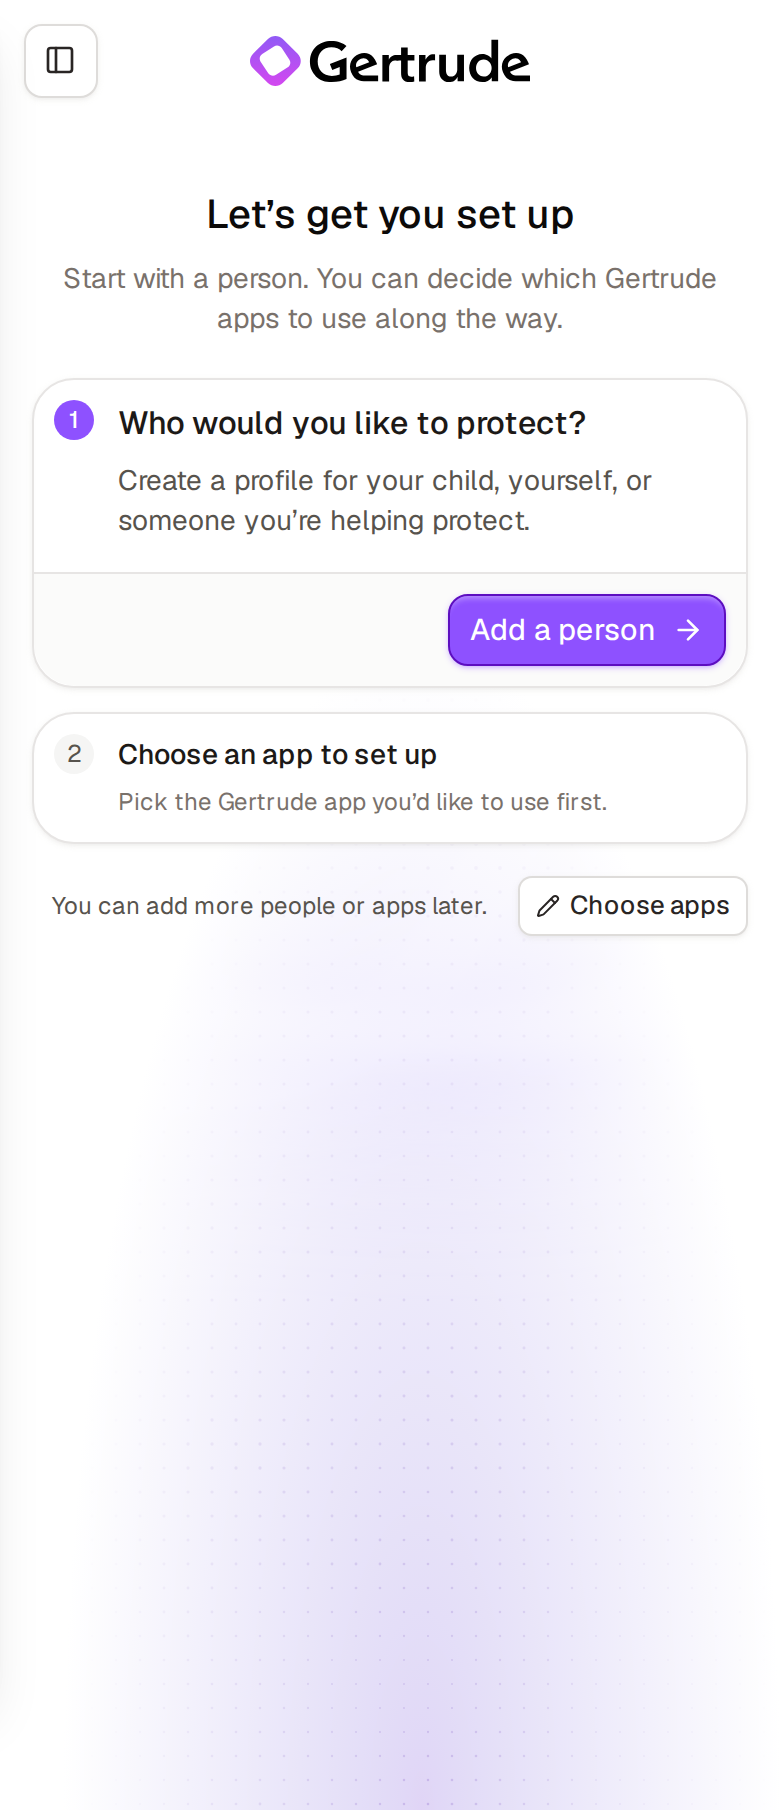 Gertrude
Let’s get you set up
Start with a person. You can decide which Gertrude
apps to use along the way.
1
Who would you like to protect?
Create a profile for your child, yourself, or
someone you’re helping protect.
Add a person
2
Choose an app to set up
Pick the Gertrude app you’d like to use first.
You can add more people or apps later.
Choose apps